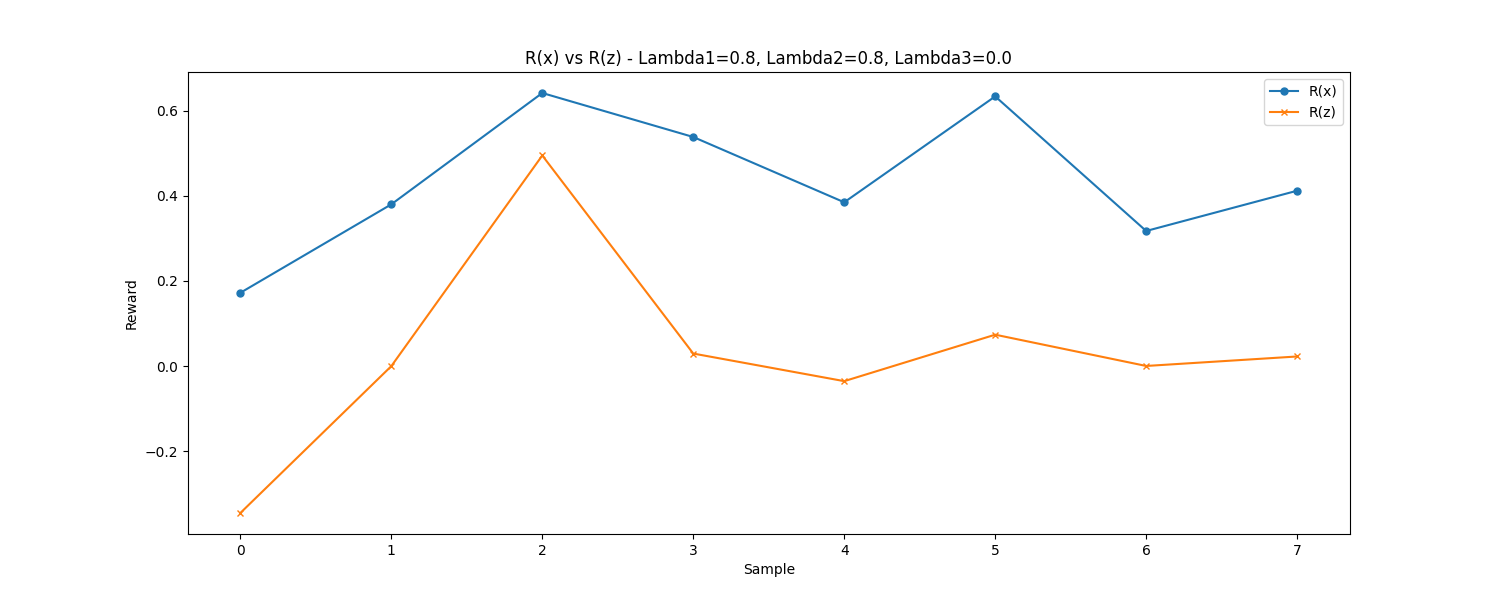 R(x) vs R(z) - Lambda1=0.8, Lambda2=0.8, Lambda3=0.0
R(x)
R(z)
0.6
0.4
0.2
0.0
−0.2
Reward
0 1 2 3 4 5 6 7
Sample